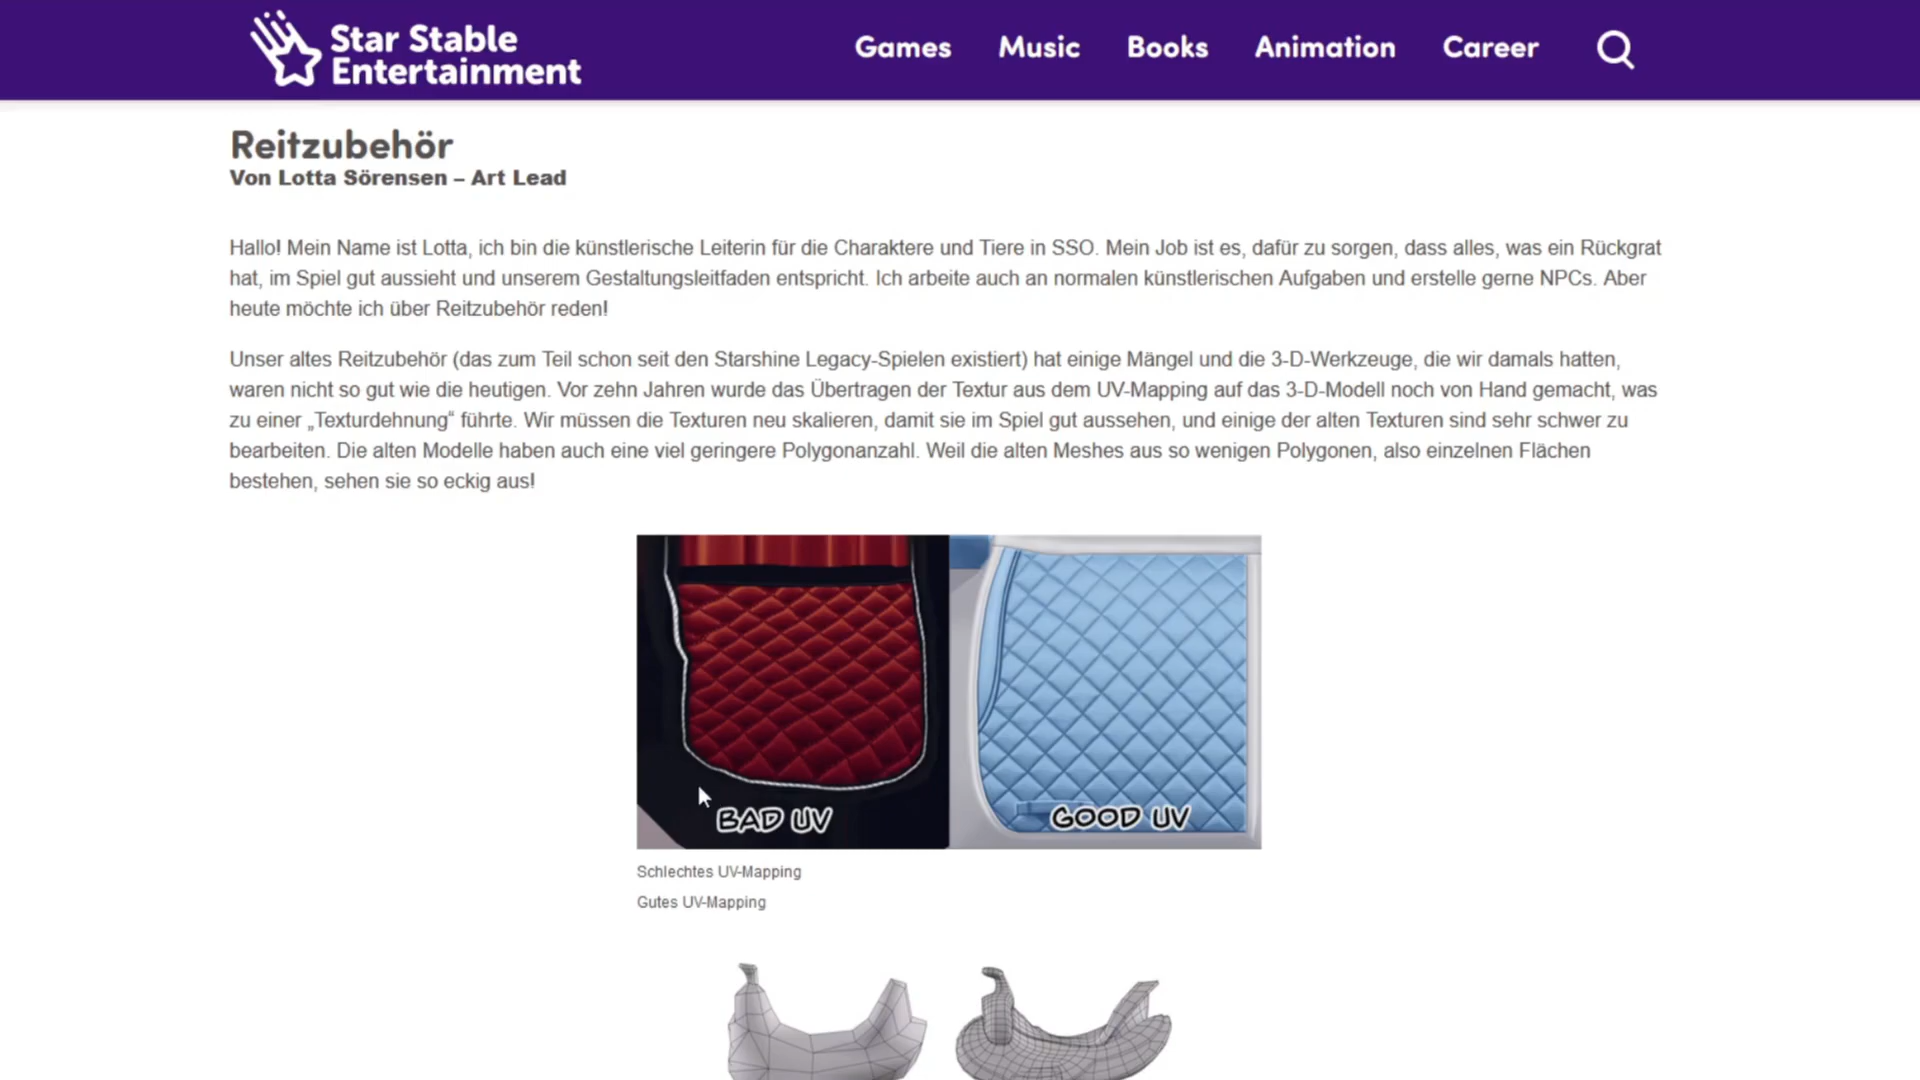 Star Stable
Entertainment
Games
Music
Books
Animation
Career
Reitzubehör
Von Lotta Sörensen – Art Lead
Hallo! Mein Name ist Lotta, ich bin die künstlerische Leiterin für die Charaktere und Tiere in SSO. Mein Job ist es, dafür zu sorgen, dass alles, was ein Rückgrat
hat, im Spiel gut aussieht und unserem Gestaltungsleitfaden entspricht. Ich arbeite auch an normalen künstlerischen Aufgaben und erstelle gerne NPCs. Aber
heute möchte ich über Reitzubehör reden!
Unser altes Reitzubehör (das zum Teil schon seit den Starshine Legacy-Spielen existiert) hat einige Mängel und die 3-D-Werkzeuge, die wir damals hatten,
waren nicht so gut wie die heutigen. Vor zehn Jahren wurde das Übertragen der Textur aus dem UV-Mapping auf das 3-D-Modell noch von Hand gemacht, was
zu einer „Texturdehnung“ führte. Wir müssen die Texturen neu skalieren, damit sie im Spiel gut aussehen, und einige der alten Texturen sind sehr schwer zu
bearbeiten. Die alten Modelle haben auch eine viel geringere Polygonanzahl. Weil die alten Meshes aus so wenigen Polygonen, also einzelnen Flächen
bestehen, sehen sie so eckig aus!
BAD UV
GOOD UV
Schlechtes UV-Mapping
Gutes UV-Mapping